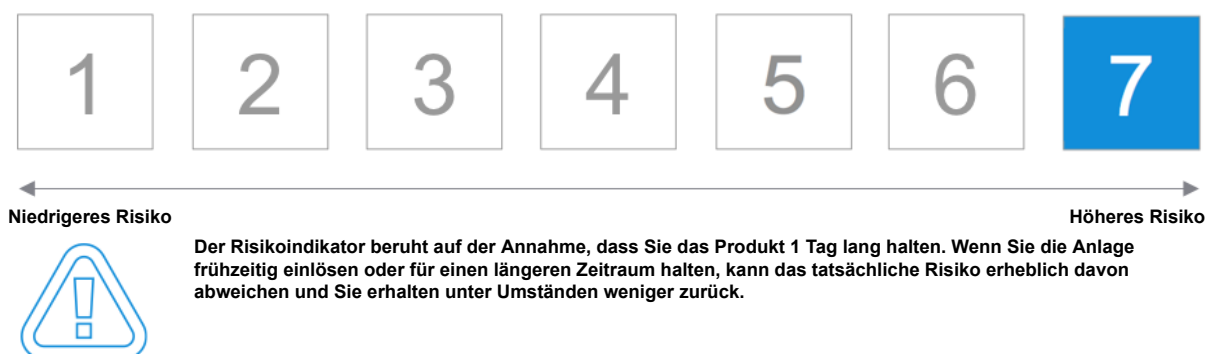 1 2 3 4 5 6 7
Niedrigeres Risiko Höheres Risiko
Der Risikoindikator beruht auf der Annahme, dass Sie das Produkt 1 Tag lang halten. Wenn Sie die Anlage
frühzeitig einlösen oder für einen längeren Zeitraum halten, kann das tatsächliche Risiko erheblich davon
abweichen und Sie erhalten unter Umständen weniger zurück.